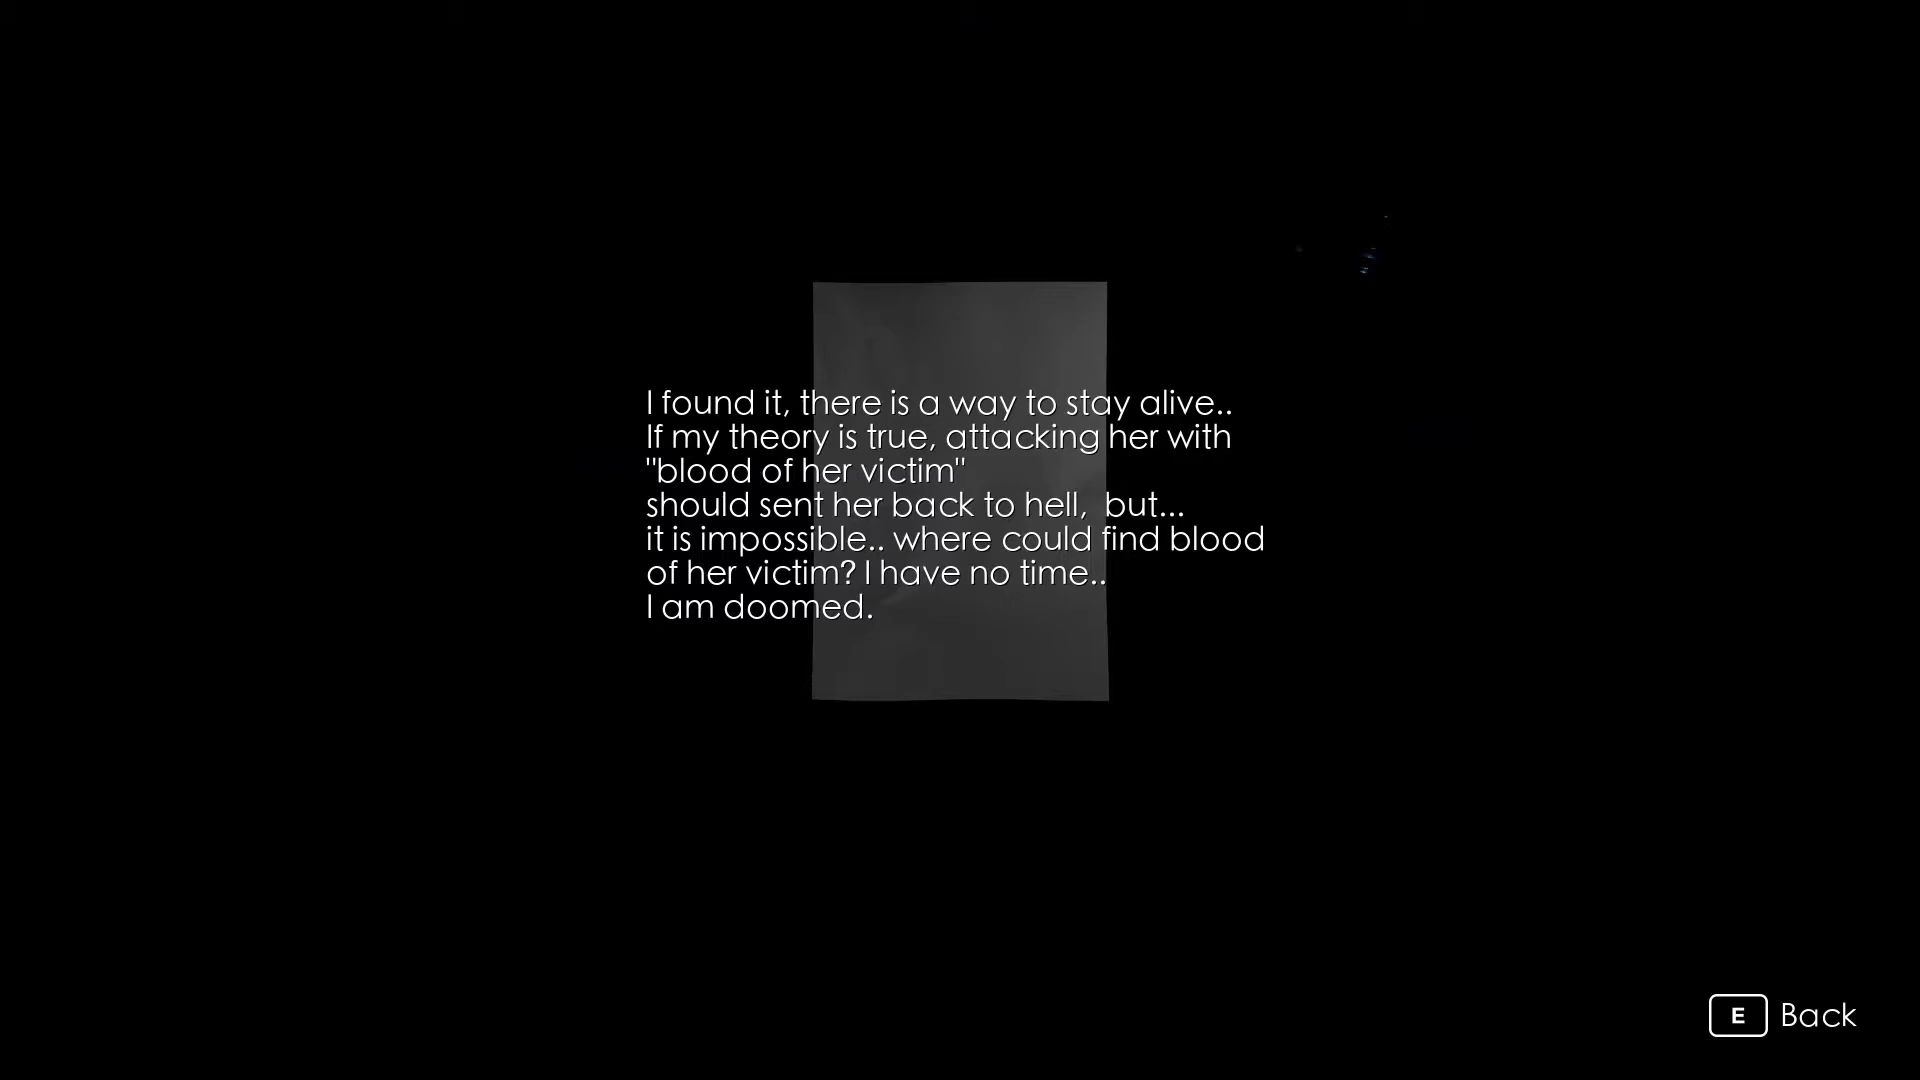 I found it, there is a way to stay alive..
If my theory is true, attacking her with
"blood of her victim"
should sent her back to hell,  but...
it is impossible.. where could find blood
of her victim? I have no time..
I am doomed.
E Back